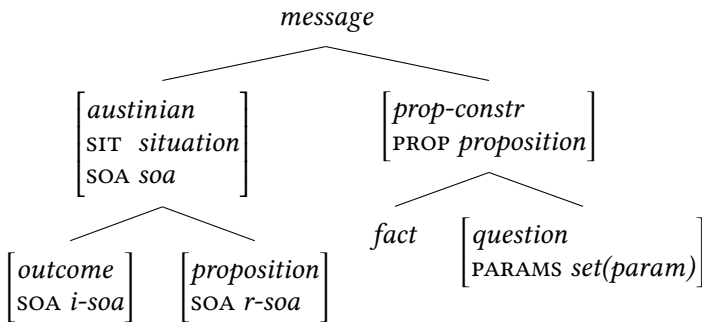 message
austinian
SIT situation
SOA soa
prop-constr
PROP proposition
outcome
SOA i-soa
proposition
SOA r-soa
fact
question
PARAMS set(param)